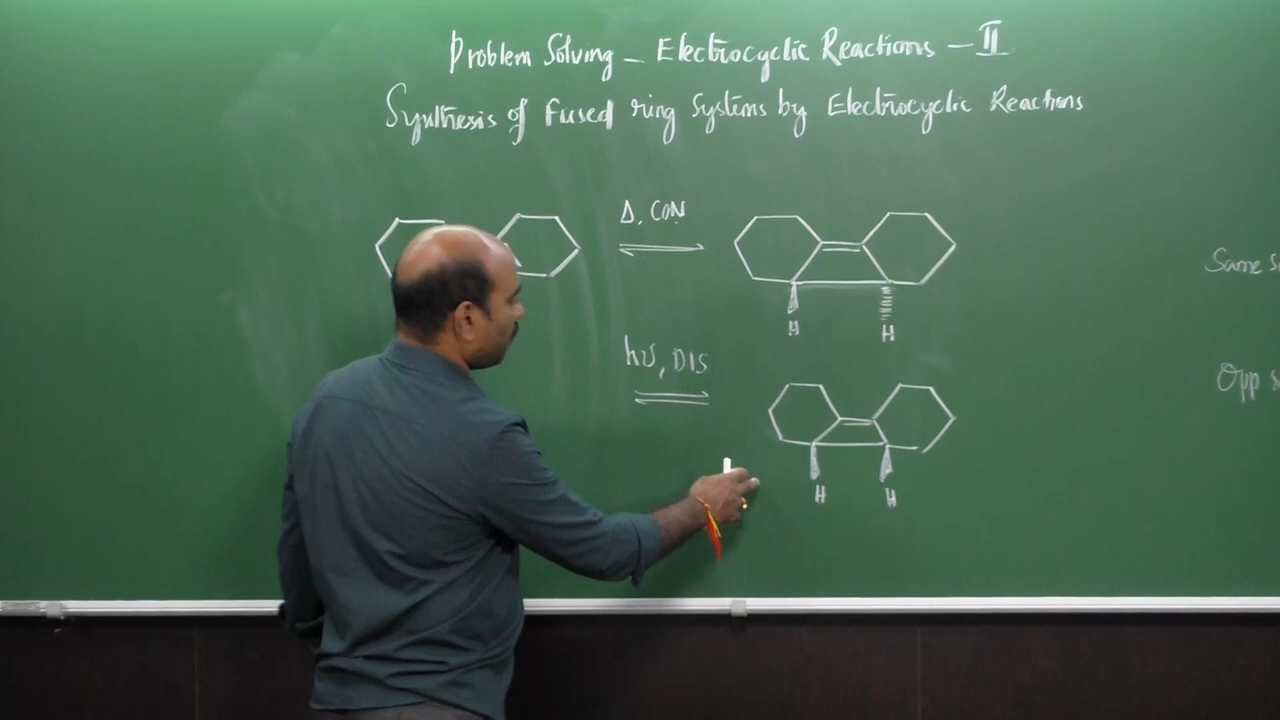 Problem Solving – Electrocyclic Reactions – II
Synthesis of Fused ring Systems by Electrocyclic Reactions
Δ, CON
H H
hν, DIS
H H
Same
Opp